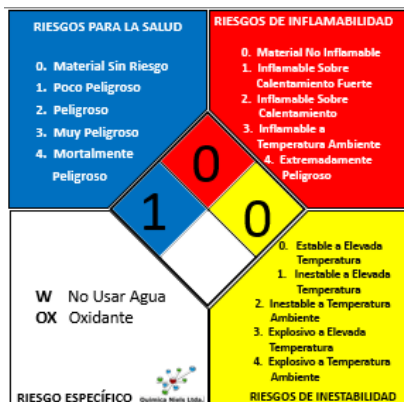 RIESGOS PARA LA SALUD
0. Material Sin Riesgo
1. Poco Peligroso
2. Peligroso
3. Muy Peligroso
4. Mortalmente
Peligroso
RIESGOS DE INFLAMABILIDAD
0. Material No Inflamable
1. Inflamable Sobre
Calentamiento Fuerte
2. Inflamable Sobre
Calentamiento
3. Inflamable a
Temperatura Ambiente
4. Extremadamente
Peligroso
0
1
0
W No Usar Agua
OX Oxidante
RIESGO ESPECÍFICO
Química Niels Ltda.
0. Estable a Elevada
Temperatura
1. Inestable a Elevada
Temperatura
2. Inestable a Temperatura
Ambiente
3. Explosivo a Elevada
Temperatura
4. Explosivo a Temperatura
Ambiente
RIESGOS DE INESTABILIDAD